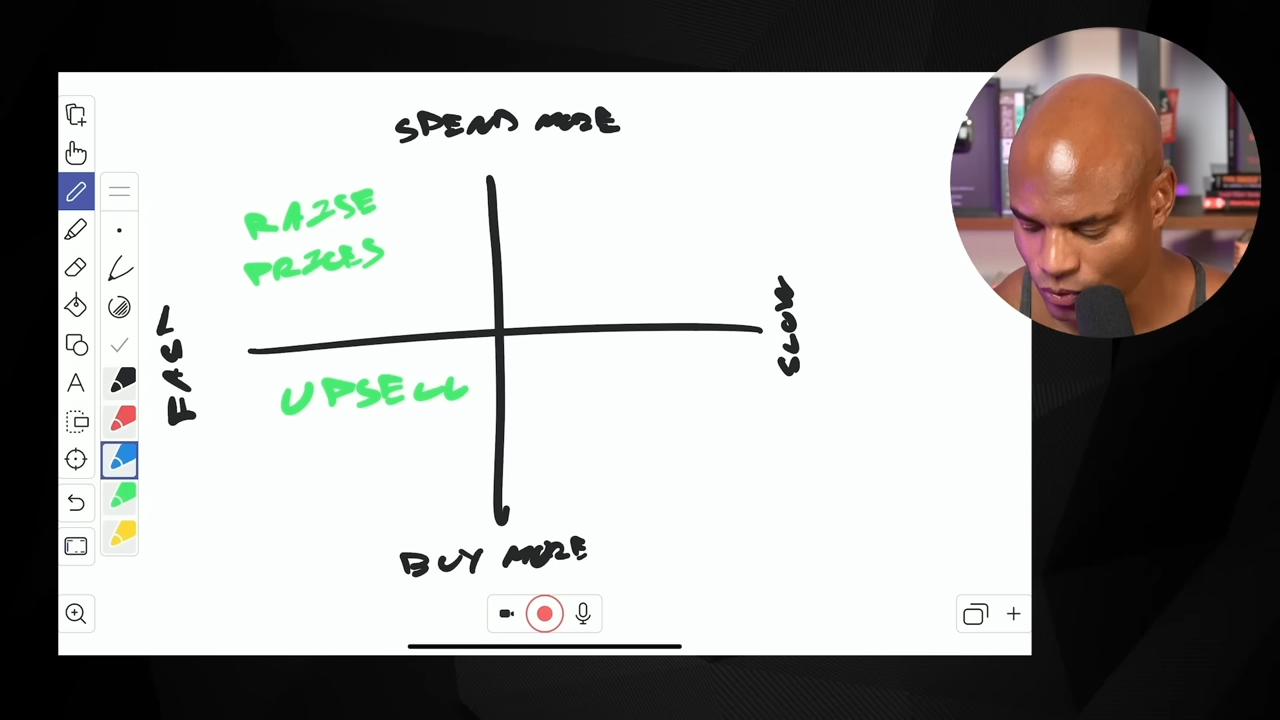 SPEND MORE
RAISE
PRICES
FAST
SLOW
UPSELL
BUY MORE
A